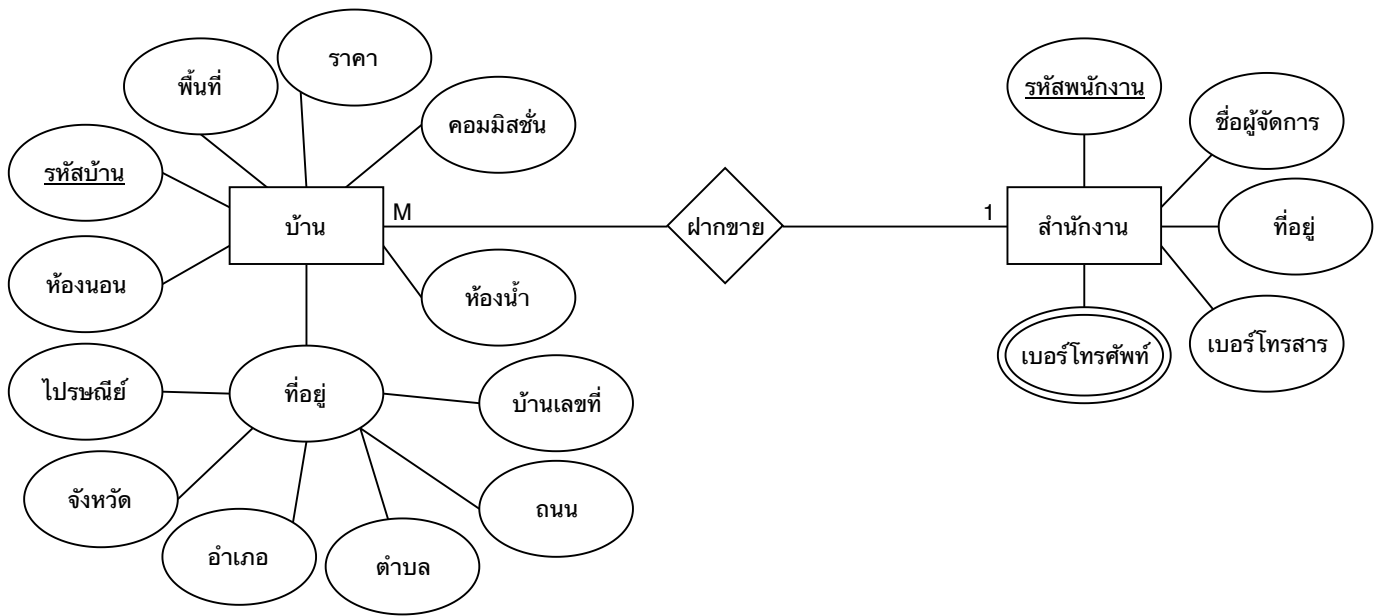 ราคา
พื้นที่
รหัสพนักงาน
คอมมิสชั่น
ชื่อผู้จัดการ
รหัสบ้าน
บ้าน
M
ฝากขาย
1
สำนักงาน
ที่อยู่
ห้องนอน
ห้องน้ำ
เบอร์โทรศัพท์
เบอร์โทรสาร
ไปรษณีย์
ที่อยู่
บ้านเลขที่
จังหวัด
ถนน
อำเภอ
ตำบล